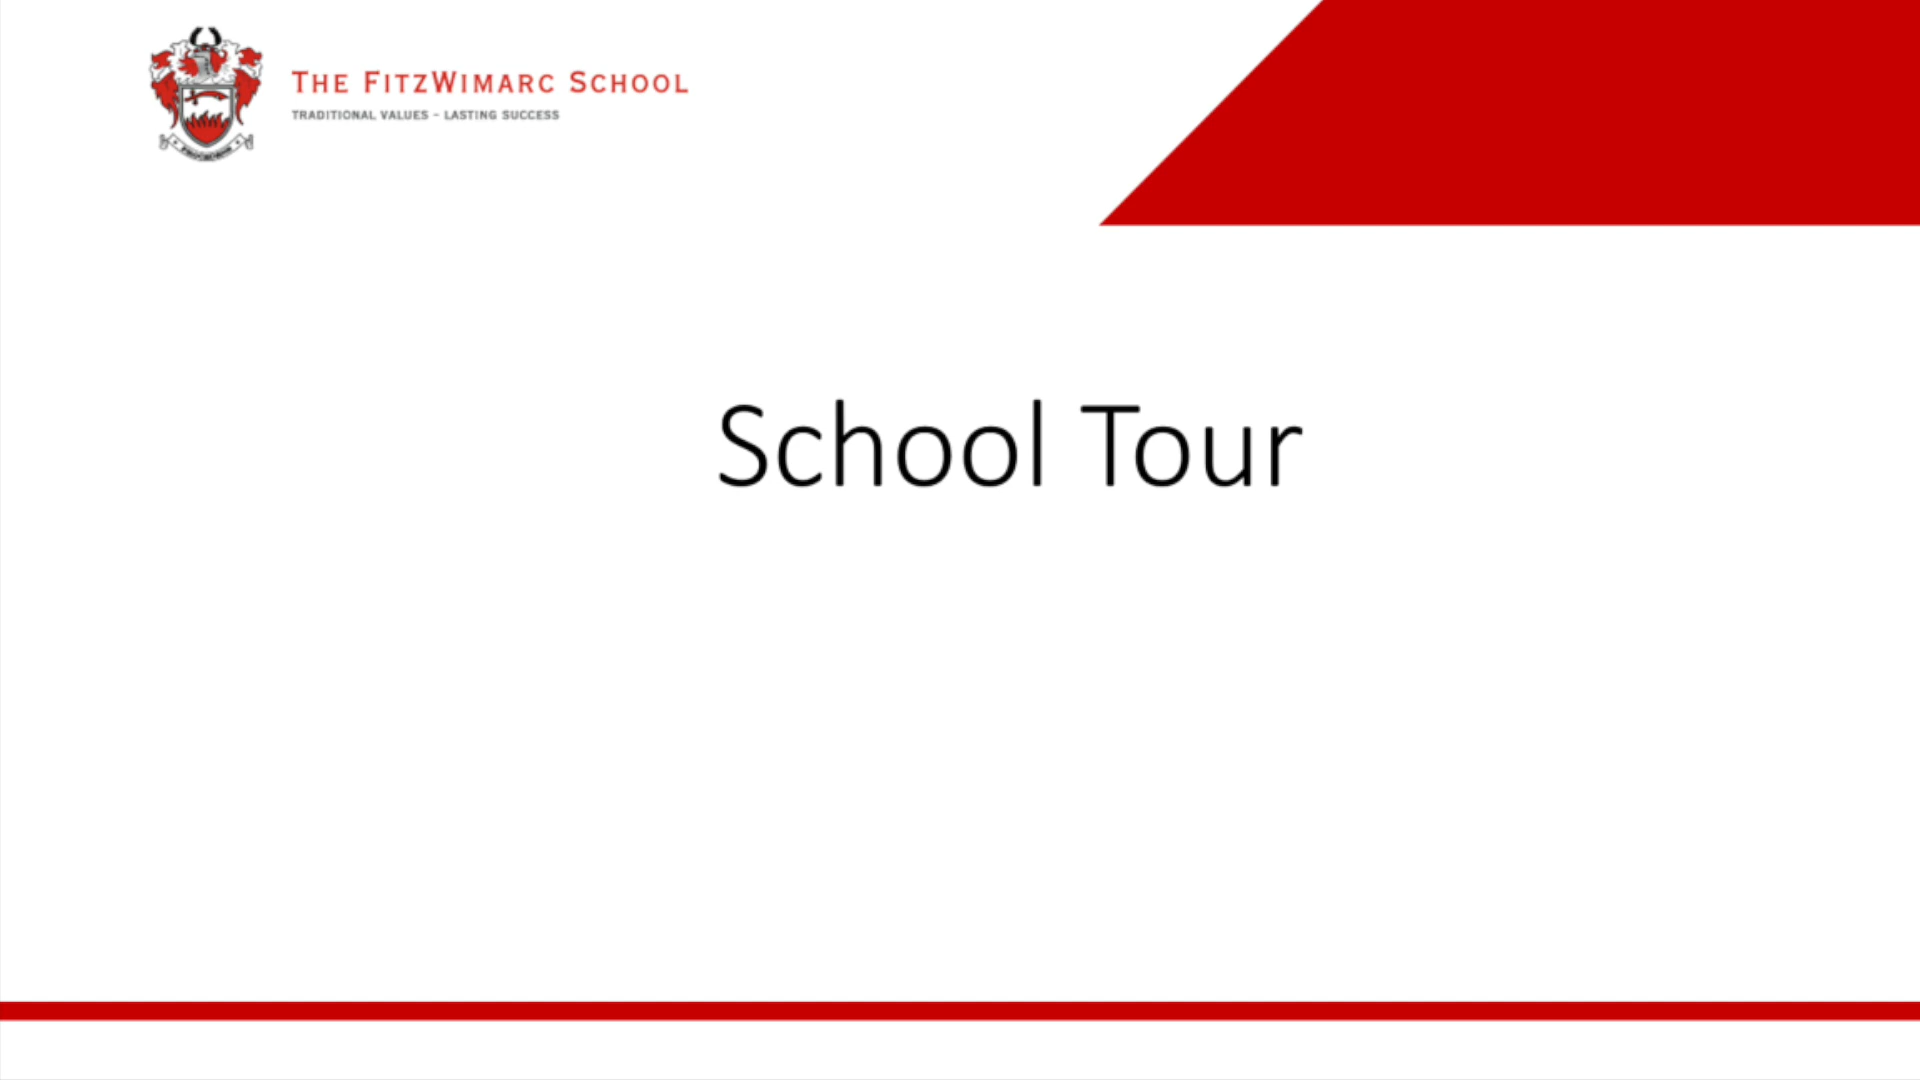 THE FITZWIMARC SCHOOL
TRADITIONAL VALUES – LASTING SUCCESS
School Tour